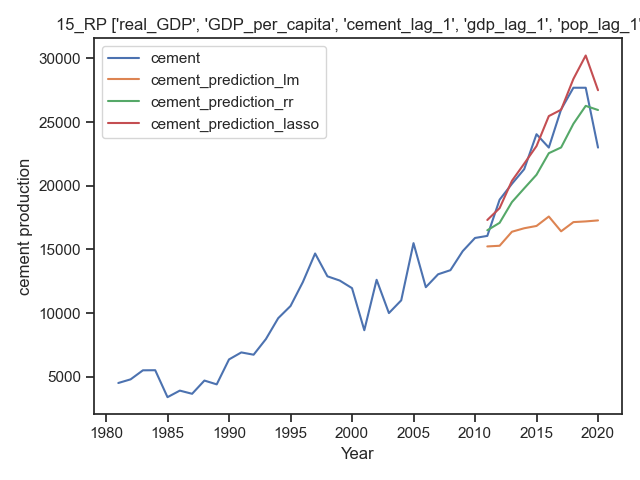 15_RP ['real_GDP', 'GDP_per_capita', 'cement_lag_1', 'gdp_lag_1', 'pop_lag_1'
cement
cement_prediction_lm
cement_prediction_rr
cement_prediction_lasso
30000
25000
20000
15000
10000
5000
cement production
1980 1985 1990 1995 2000 2005 2010 2015 2020
Year